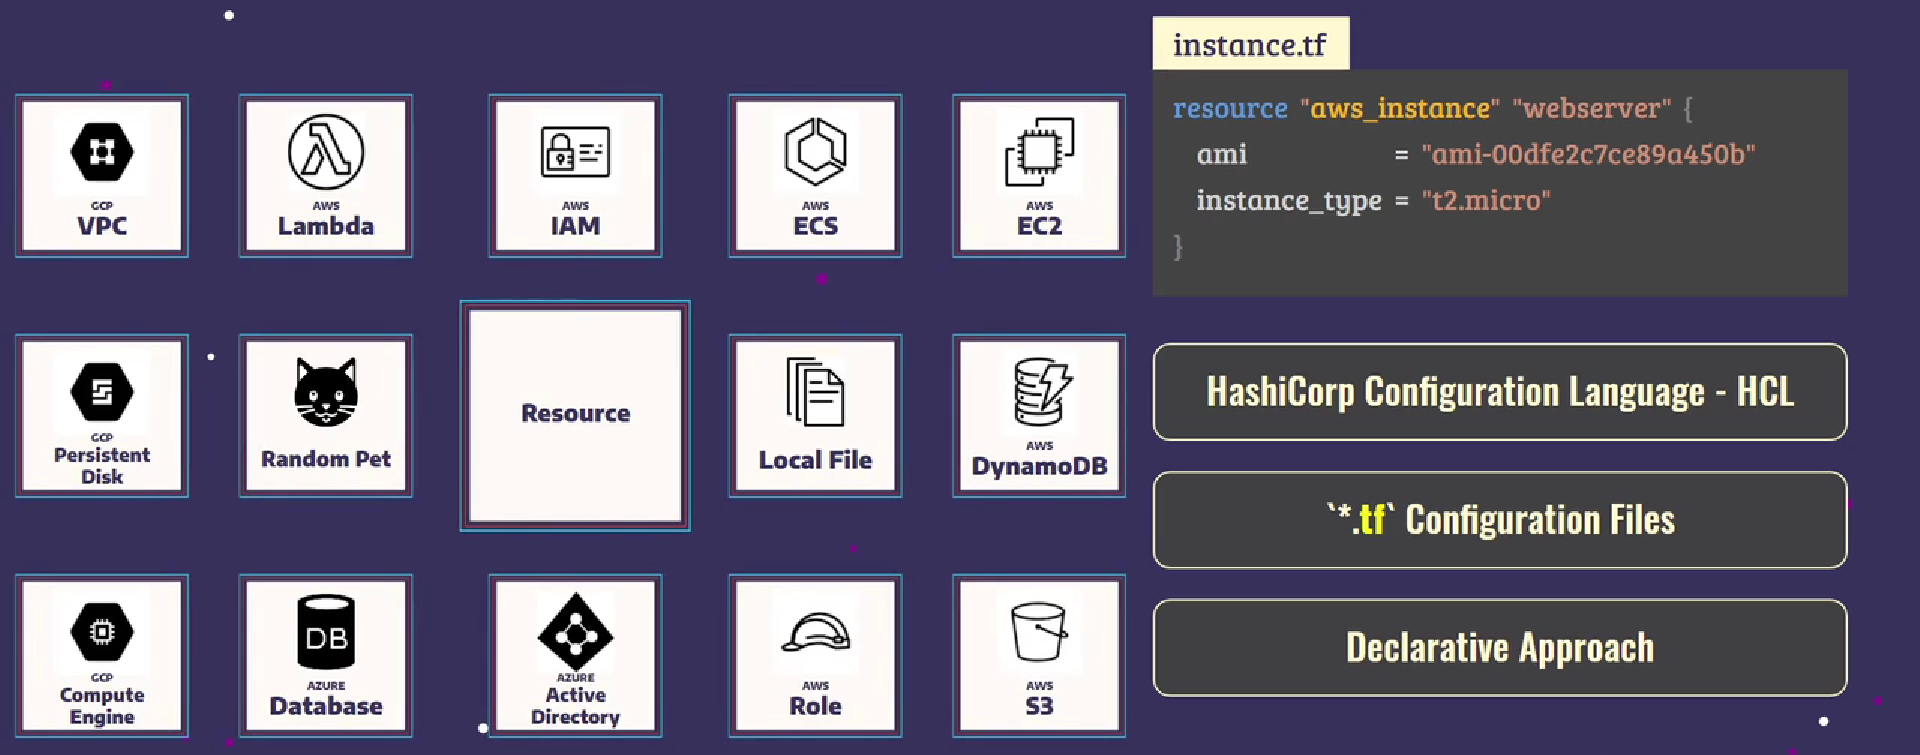 GCP
VPC
AWS
Lambda
AWS
IAM
AWS
ECS
AWS
EC2
GCP
Persistent
Disk
Random Pet
Resource
Local File
AWS
DynamoDB
GCP
Compute
Engine
DB
AZURE
Database
AZURE
Active
Directory
AWS
Role
AWS
S3
instance.tf
resource "aws_instance" "webserver" {
  ami           = "ami-00dfe2c7ce89a450b"
  instance_type = "t2.micro"
}
HashiCorp Configuration Language - HCL
`*.tf` Configuration Files
Declarative Approach